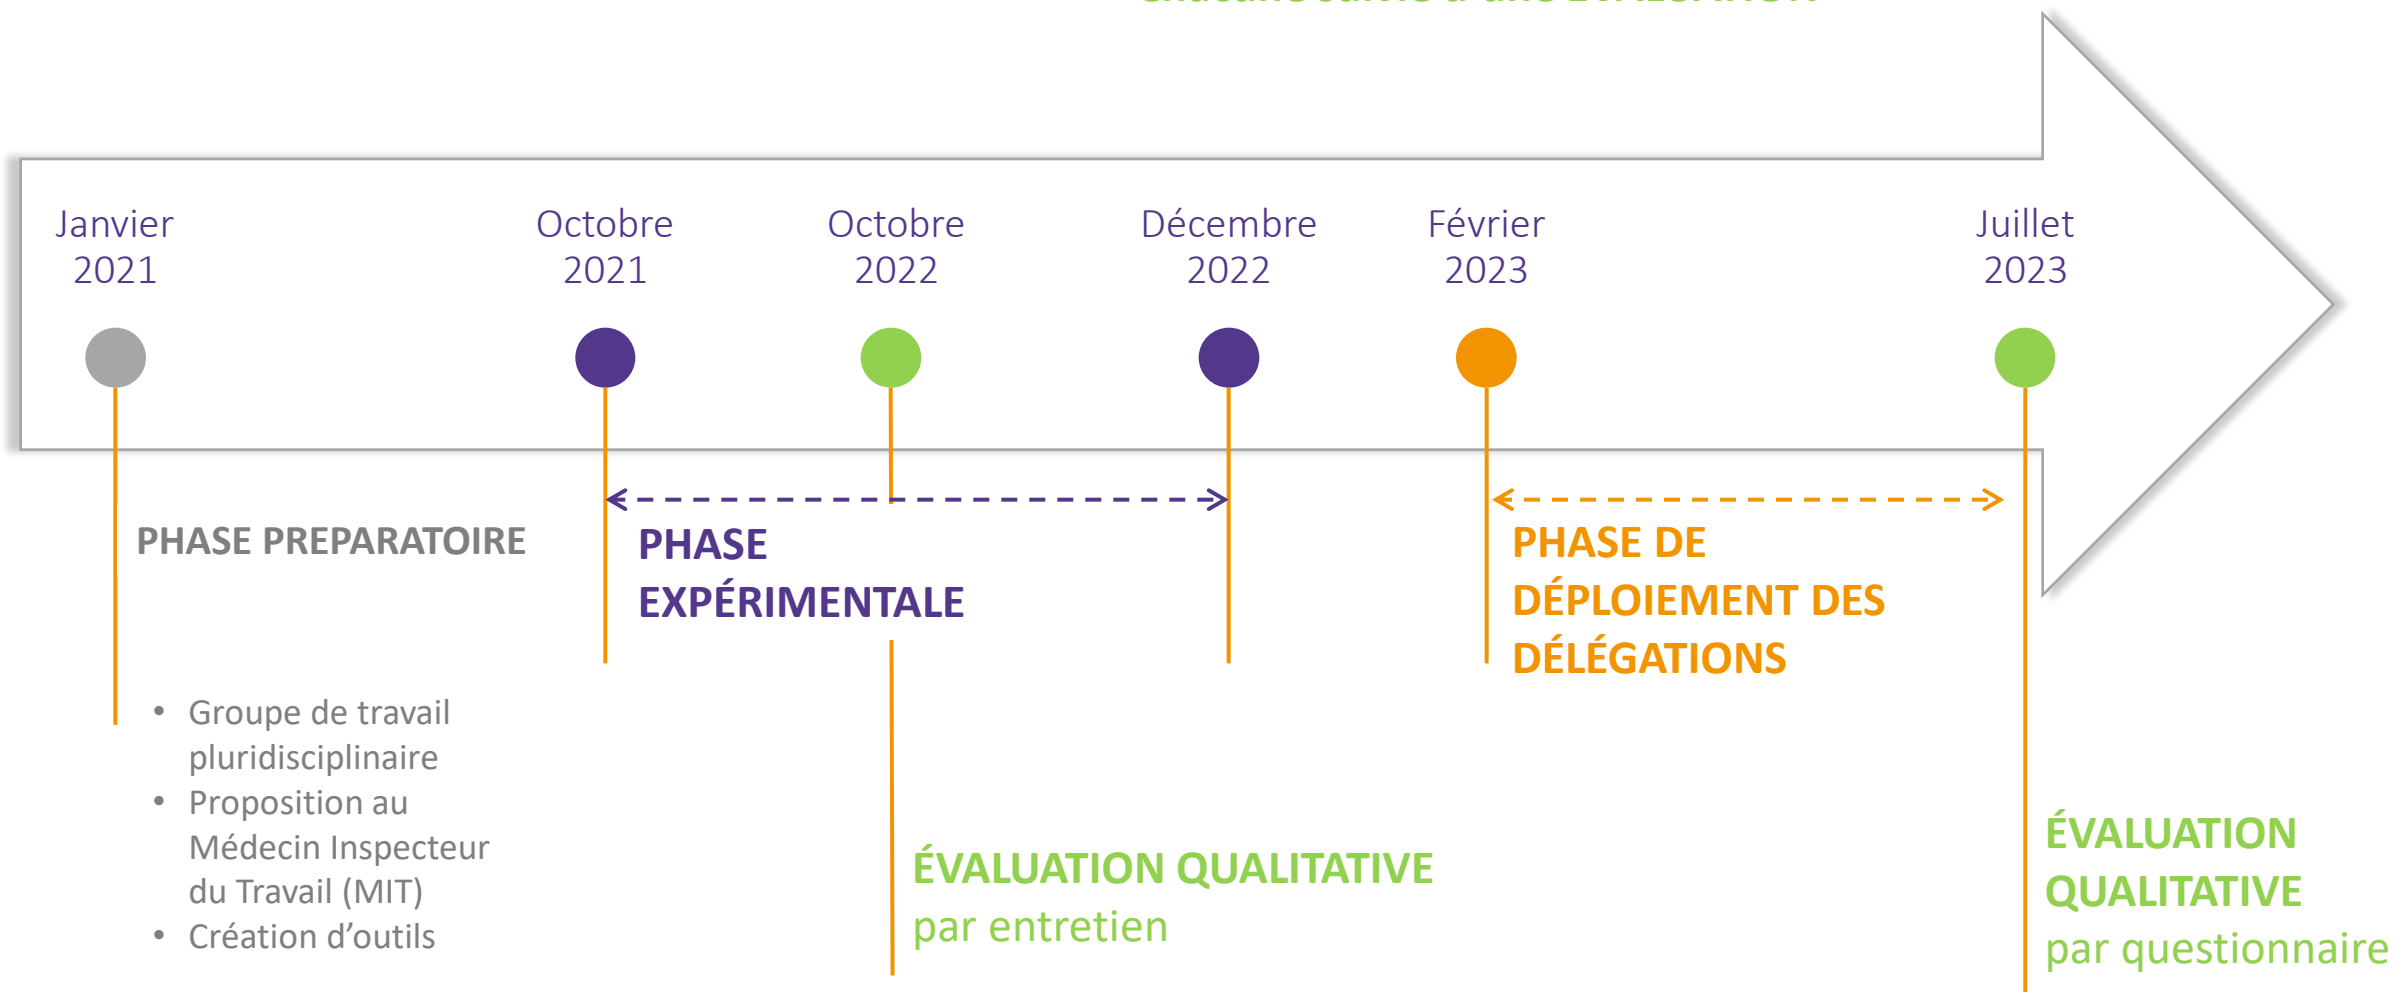 Janvier
2021
Octobre
2021
Octobre
2022
Décembre
2022
Février
2023
Juillet
2023
PHASE PREPARATOIRE
• Groupe de travail
pluridisciplinaire
• Proposition au
Médecin Inspecteur
du Travail (MIT)
• Création d’outils
PHASE
EXPÉRIMENTALE
ÉVALUATION QUALITATIVE
par entretien
PHASE DE
DÉPLOIEMENT DES
DÉLÉGATIONS
ÉVALUATION
QUALITATIVE
par questionnaire